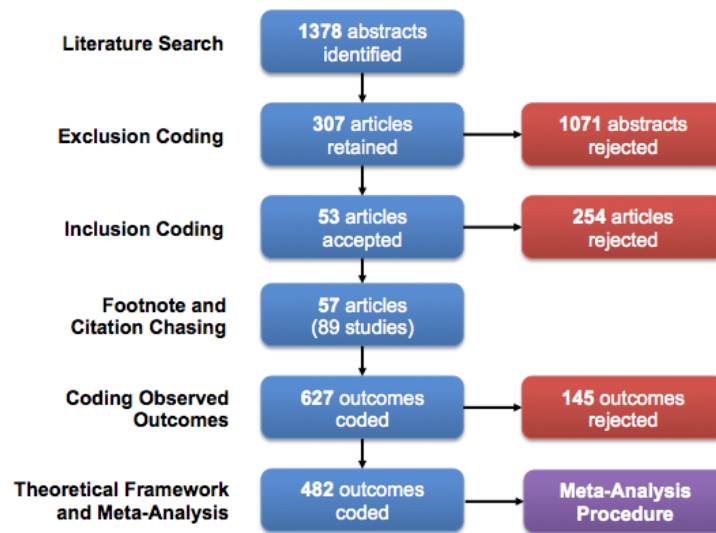 Literature Search
1378 abstracts
identified
Exclusion Coding
307 articles
retained
1071 abstracts
rejected
Inclusion Coding
53 articles
accepted
254 articles
rejected
Footnote and
Citation Chasing
57 articles
(89 studies)
Coding Observed
Outcomes
627 outcomes
coded
145 outcomes
rejected
Theoretical Framework
and Meta-Analysis
482 outcomes
coded
Meta-Analysis
Procedure